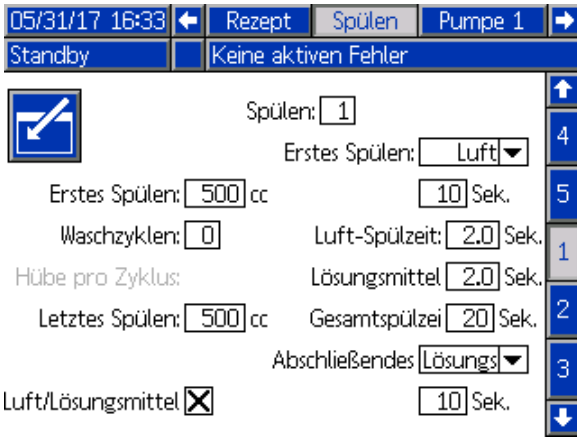 05/31/17 16:33 Rezept Spülen Pumpe 1
Standby Keine aktiven Fehler
Spülen: 1
4
Erstes Spülen: Luft
Erstes Spülen: 500 cc 10 Sek. 5
Waschzyklen: 0 Luft-Spülzeit: 2.0 Sek.
1
Hübe pro Zyklus: Lösungsmittel 2.0 Sek.
Letztes Spülen: 500 cc Gesamtspülzei 20 Sek. 2
Abschließendes Lösungs 3
Luft/Lösungsmittel 10 Sek.